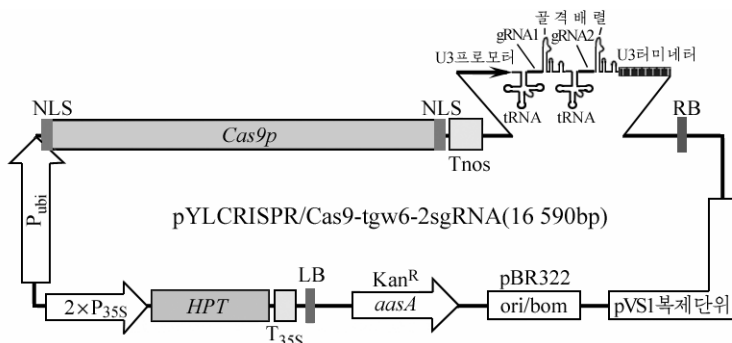 골격배렬
gRNA1 gRNA2
U3프로모터 U3터미네터
tRNA tRNA
NLS NLS RB
Cas9p
Tnos
Pubi
pYLCRISPR/Cas9-tgw6-2sgRNA(16 590bp)
LB KanR pBR322
2×P35S HPT aasA ori/bom pVS1복제단위
T35S